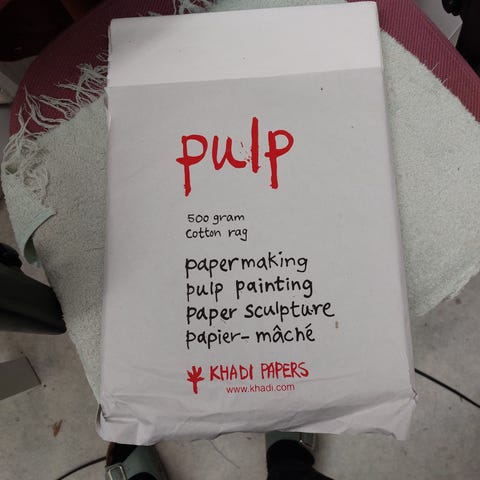 pulp
500 gram
Cotton rag
papermaking
pulp painting
paper sculpture
papier-mâché
KHADI PAPERS
www.khadi.com